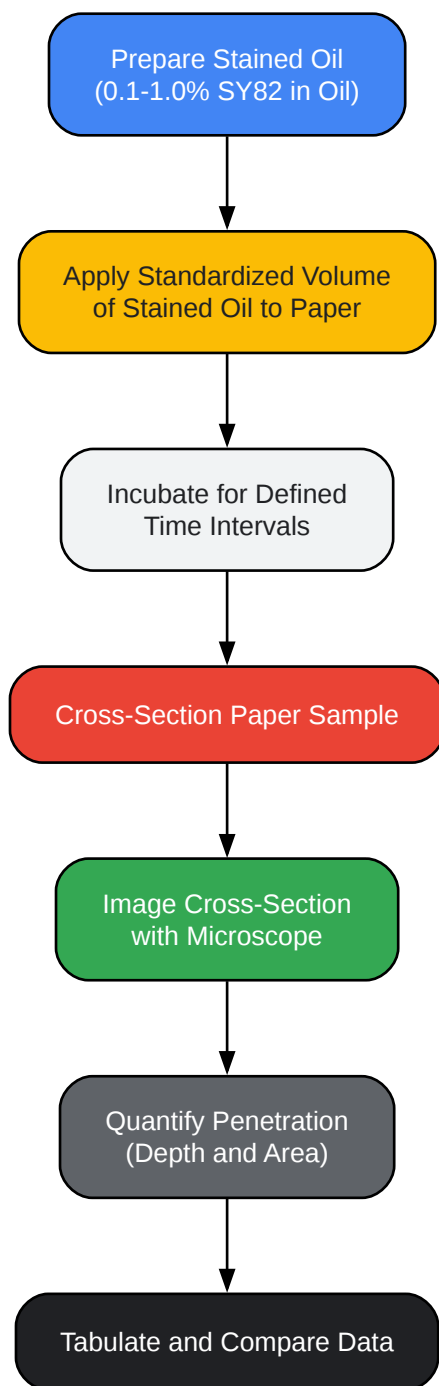 Prepare Stained Oil
(0.1-1.0% SY82 in Oil)
Apply Standardized Volume
of Stained Oil to Paper
Incubate for Defined
Time Intervals
Cross-Section Paper Sample
Image Cross-Section
with Microscope
Quantify Penetration
(Depth and Area)
Tabulate and Compare Data